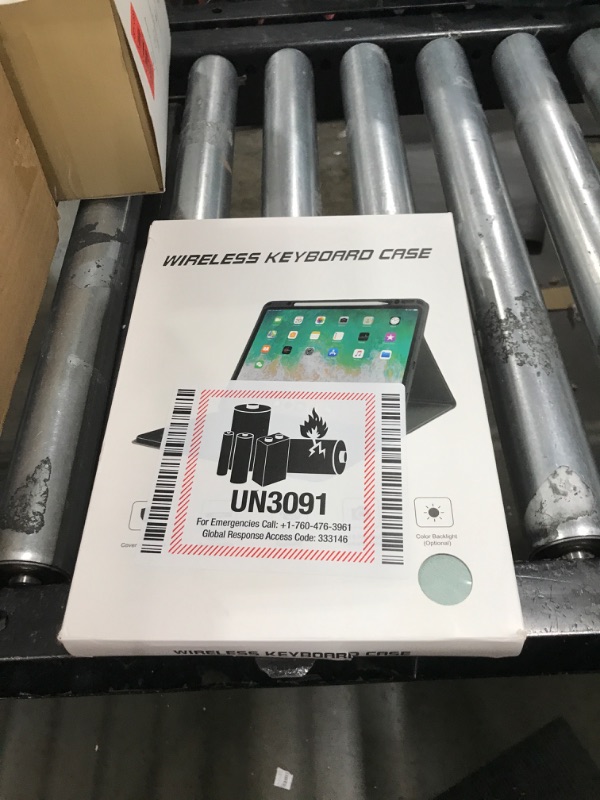 WIRELESS KEYBOARD CASE
UN3091
For Emergencies Call: +1-760-476-3961
Global Response Access Code: 333146
Cover
Color Backlight
(Optional)
WIRELESS KEYBOARD CASE